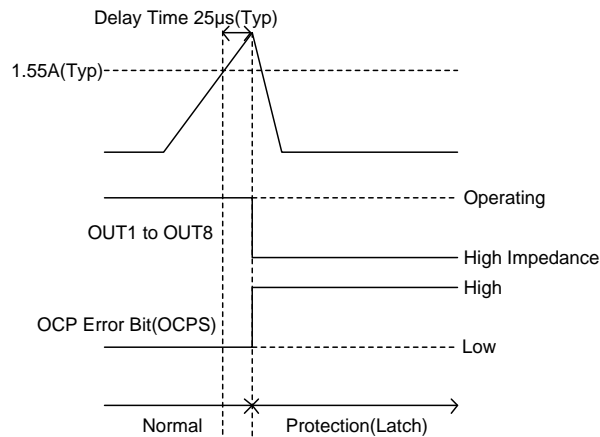 Delay Time 25μs(Typ)
1.55A(Typ)
Operating
OUT1 to OUT8
High Impedance
High
OCP Error Bit(OCPS)
Low
Normal
Protection(Latch)